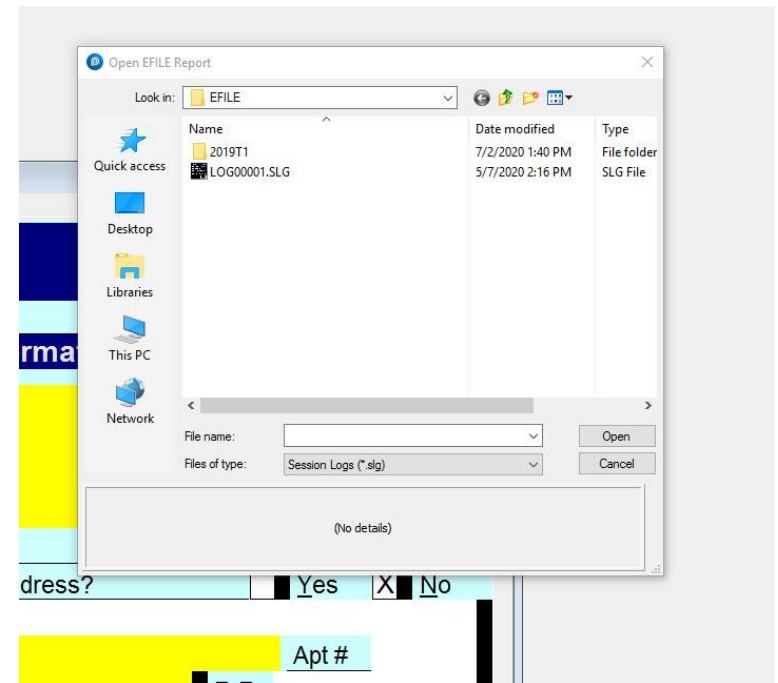 Open EFILE Report
Look in: EFILE
Name Date modified Type
2019T1 7/2/2020 1:40 PM File folder
LOG00001.SLG 5/7/2020 2:16 PM SLG File
Quick access
Desktop
Libraries
This PC
Network
File name: Open
Files of type: Session Logs (*.slg) Cancel
(No details)
rma
dress? Yes X No
Apt #